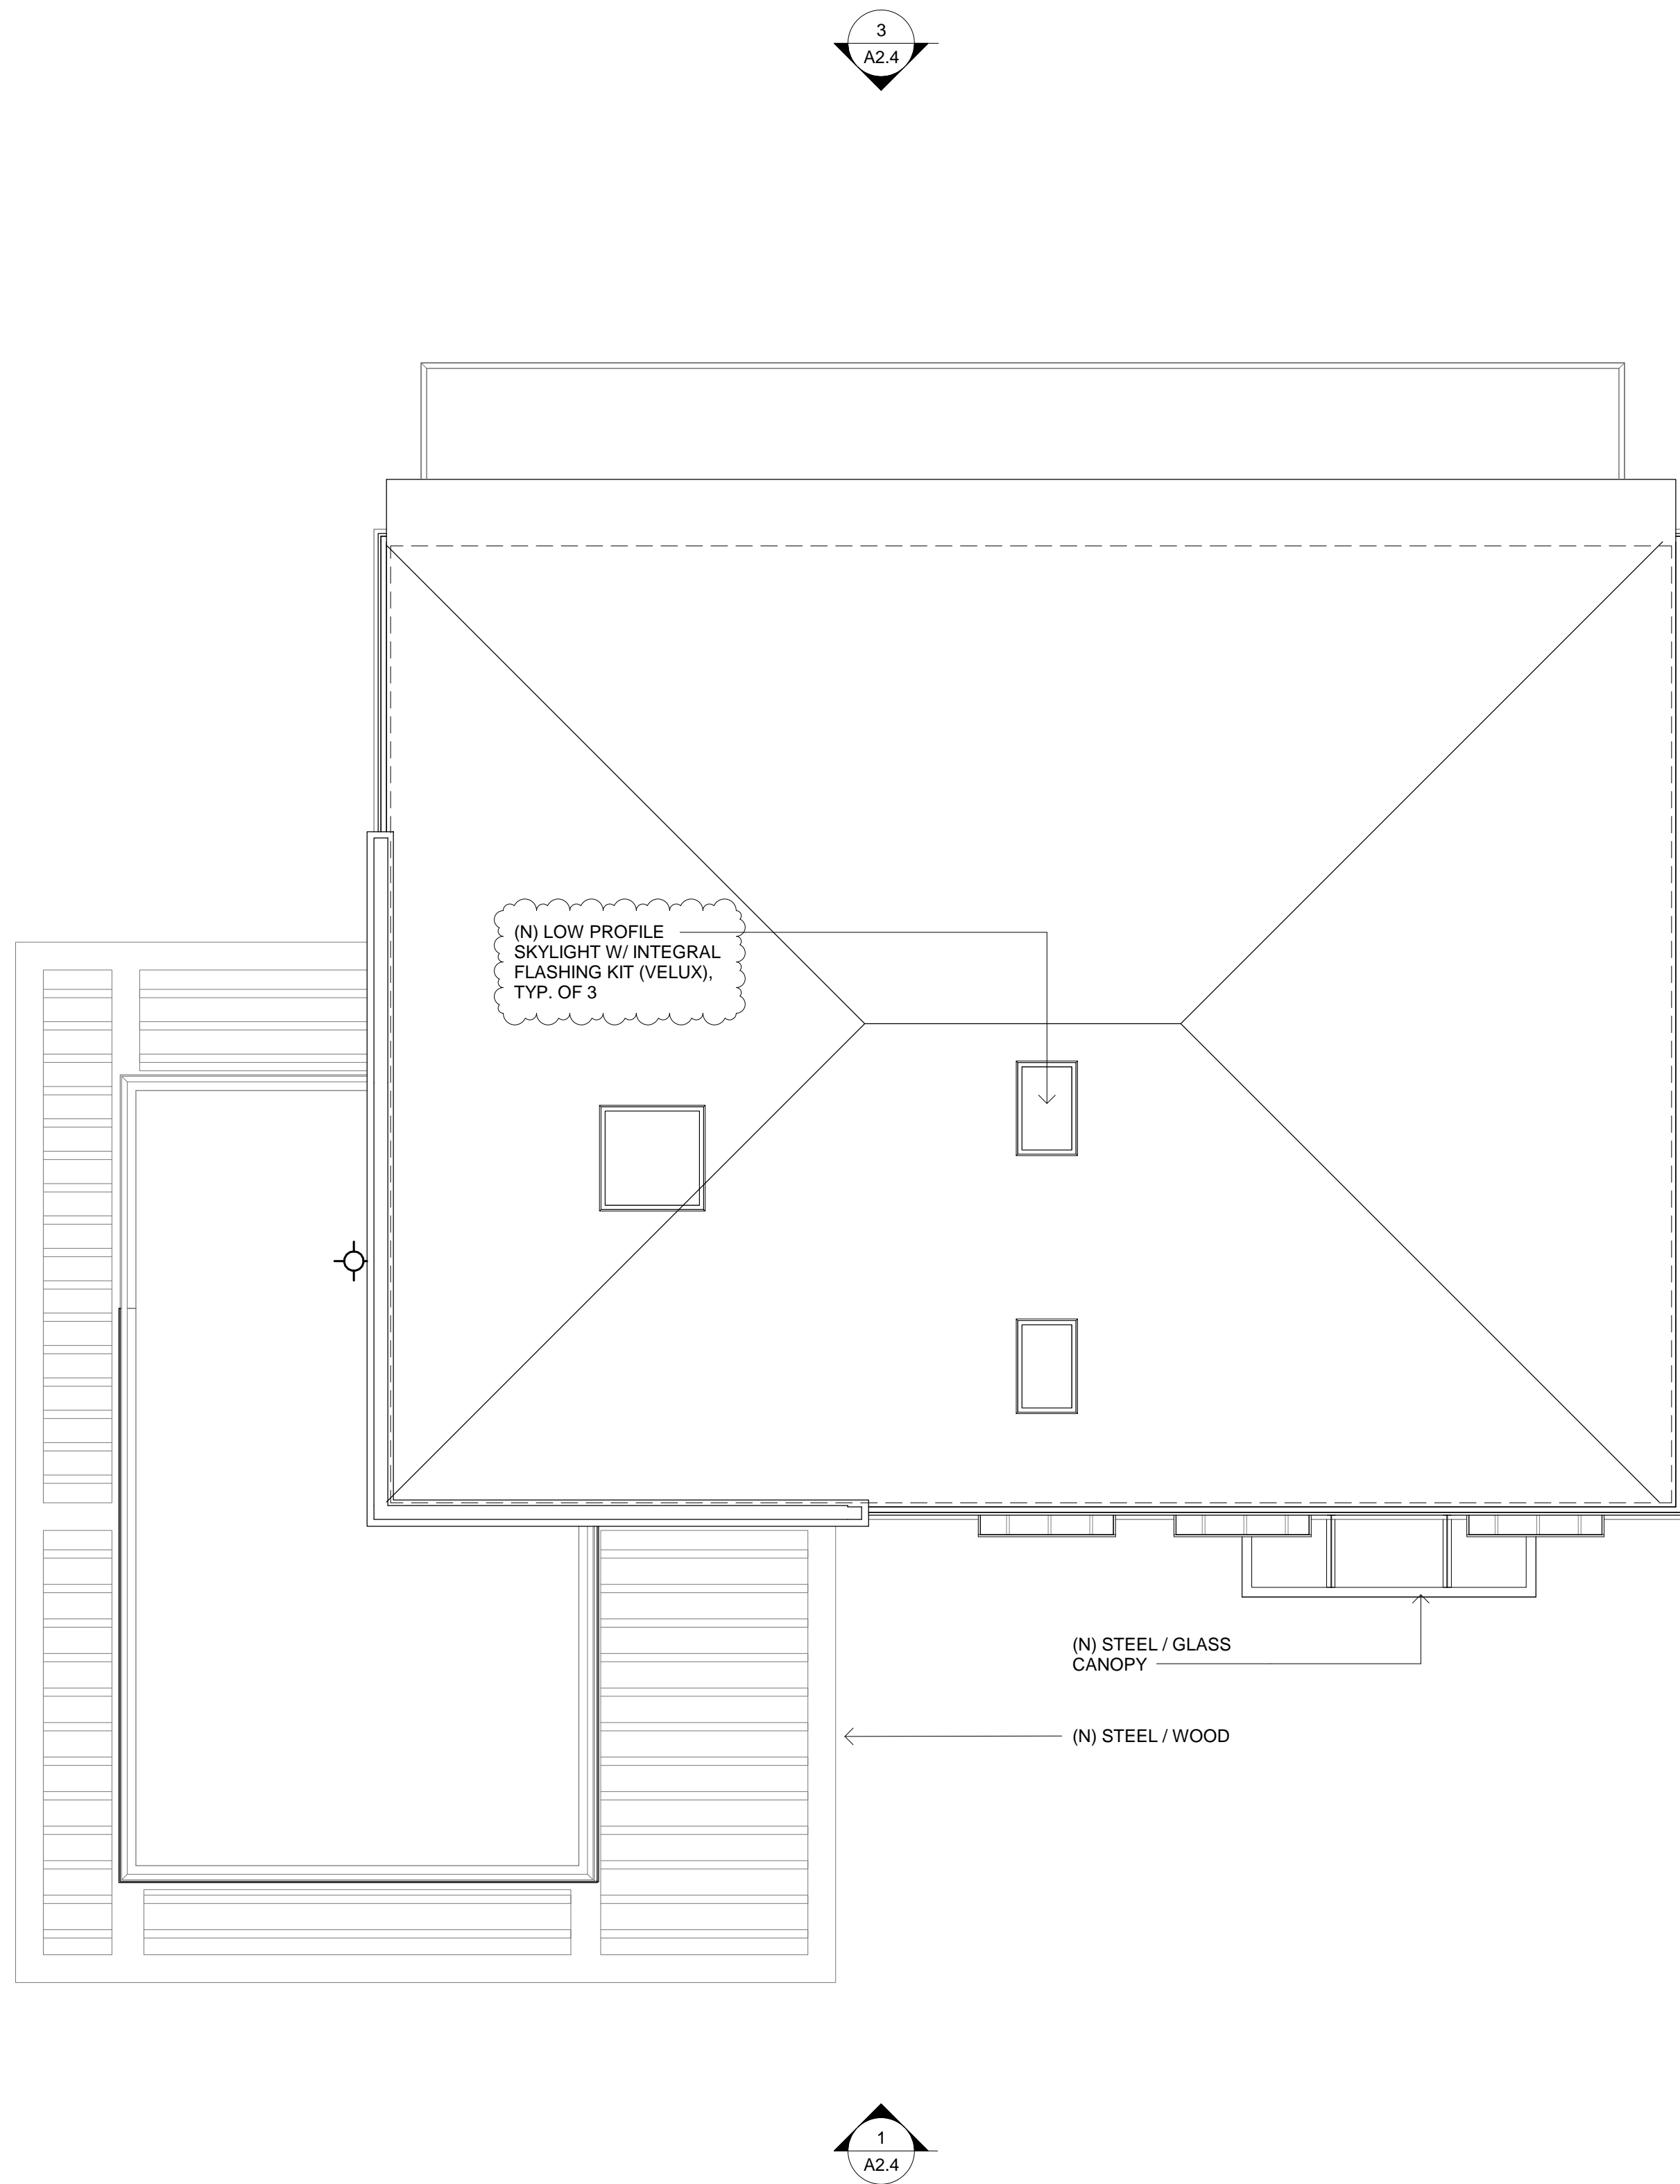 3
A2.4
(N) LOW PROFILE
SKYLIGHT W/ INTEGRAL
FLASHING KIT (VELUX),
TYP. OF 3
(N) STEEL / GLASS
CANOPY
(N) STEEL / WOOD
1
A2.4